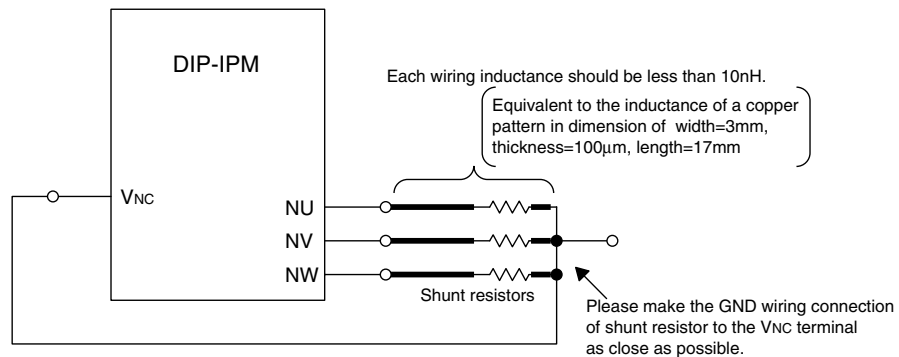 DIP-IPM
Each wiring inductance should be less than 10nH.
Equivalent to the inductance of a copper
pattern in dimension of width=3mm,
thickness=100μm, length=17mm
VNC
NU
NV
NW
Shunt resistors
Please make the GND wiring connection
of shunt resistor to the VNC terminal
as close as possible.